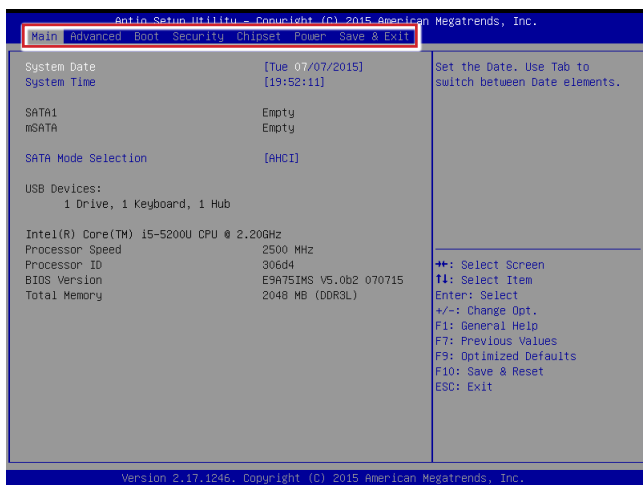 Aptio Setup Utility – Copyright (C) 2015 American Megatrends, Inc.
Main Advanced Boot Security Chipset Power Save & Exit
System Date [Tue 07/07/2015]
System Time [19:52:11]
SATA1 Empty
mSATA Empty
SATA Mode Selection [AHCI]
USB Devices:
1 Drive, 1 Keyboard, 1 Hub
Intel(R) Core(TM) i5-5200U CPU @ 2.20GHz
Processor Speed 2500 MHz
Processor ID 306d4
BIOS Version E9A75IMS V5.0b2 070715
Total Memory 2048 MB (DDR3L)
Set the Date. Use Tab to
switch between Date elements.
→←: Select Screen
↑↓: Select Item
Enter: Select
+/-: Change Opt.
F1: General Help
F7: Previous Values
F9: Optimized Defaults
F10: Save & Reset
ESC: Exit
Version 2.17.1246. Copyright (C) 2015 American Megatrends, Inc.